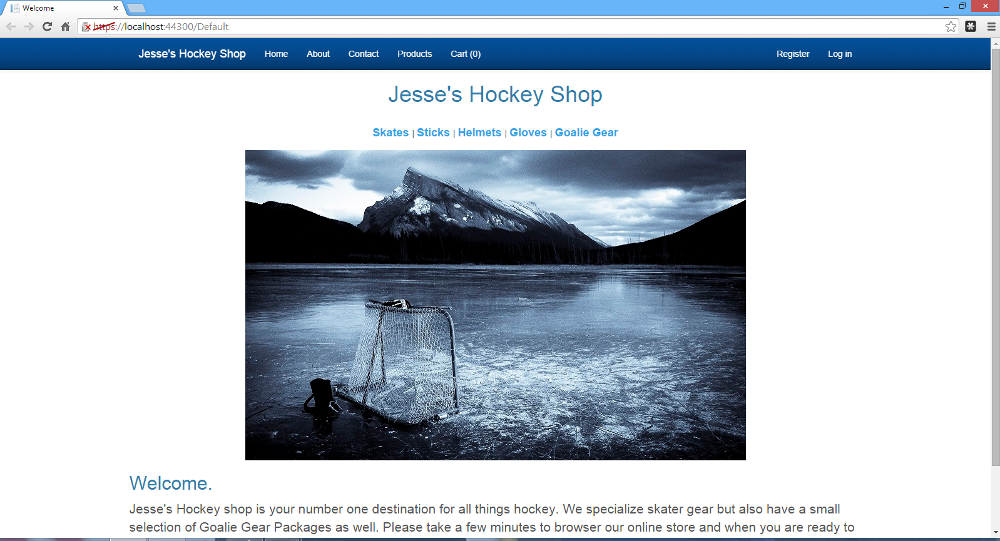 Welcome
https://localhost:44300/Default
Jesse's Hockey Shop Home About Contact Products Cart (0) Register Log in
Jesse's Hockey Shop
Skates | Sticks | Helmets | Gloves | Goalie Gear
Welcome.
Jesse's Hockey shop is your number one destination for all things hockey. We specialize skater gear but also have a small
selection of Goalie Gear Packages as well. Please take a few minutes to browser our online store and when you are ready to